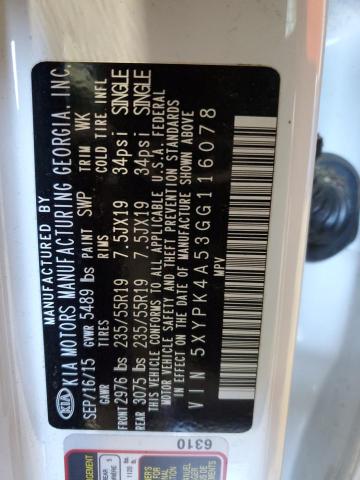 MANUFACTURED BY
KIA KIA MOTORS MANUFACTURING GEORGIA, INC.
SEP/16/15 GVWR 5489 lbs PAINT SWP TRIM WK
TIRES RIMS COLD TIRE INFL
FRONT 2976 lbs 235/55R19 7.5JX19 34psi SINGLE
REAR 3075 lbs 235/55R19 7.5JX19 34psi SINGLE
THIS VEHICLE CONFORMS TO ALL APPLICABLE U.S.A. FEDERAL
MOTOR VEHICLE SAFETY AND THEFT PREVENTION STANDARDS
IN EFFECT ON THE DATE OF MANUFACTURE SHOWN ABOVE.
VIN 5XYPK4A53GG116078
MPV
6310